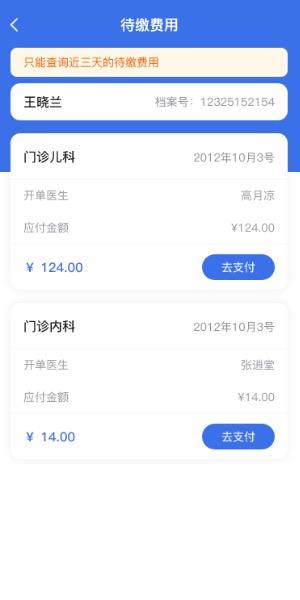 待缴费用
只能查询近三天的待缴费用
王晓兰 档案号：12325152154
门诊儿科 2012年10月3号
开单医生 高月凉
应付金额 ¥124.00
¥ 124.00 去支付
门诊内科 2012年10月3号
开单医生 张逍堂
应付金额 ¥14.00
¥ 14.00 去支付